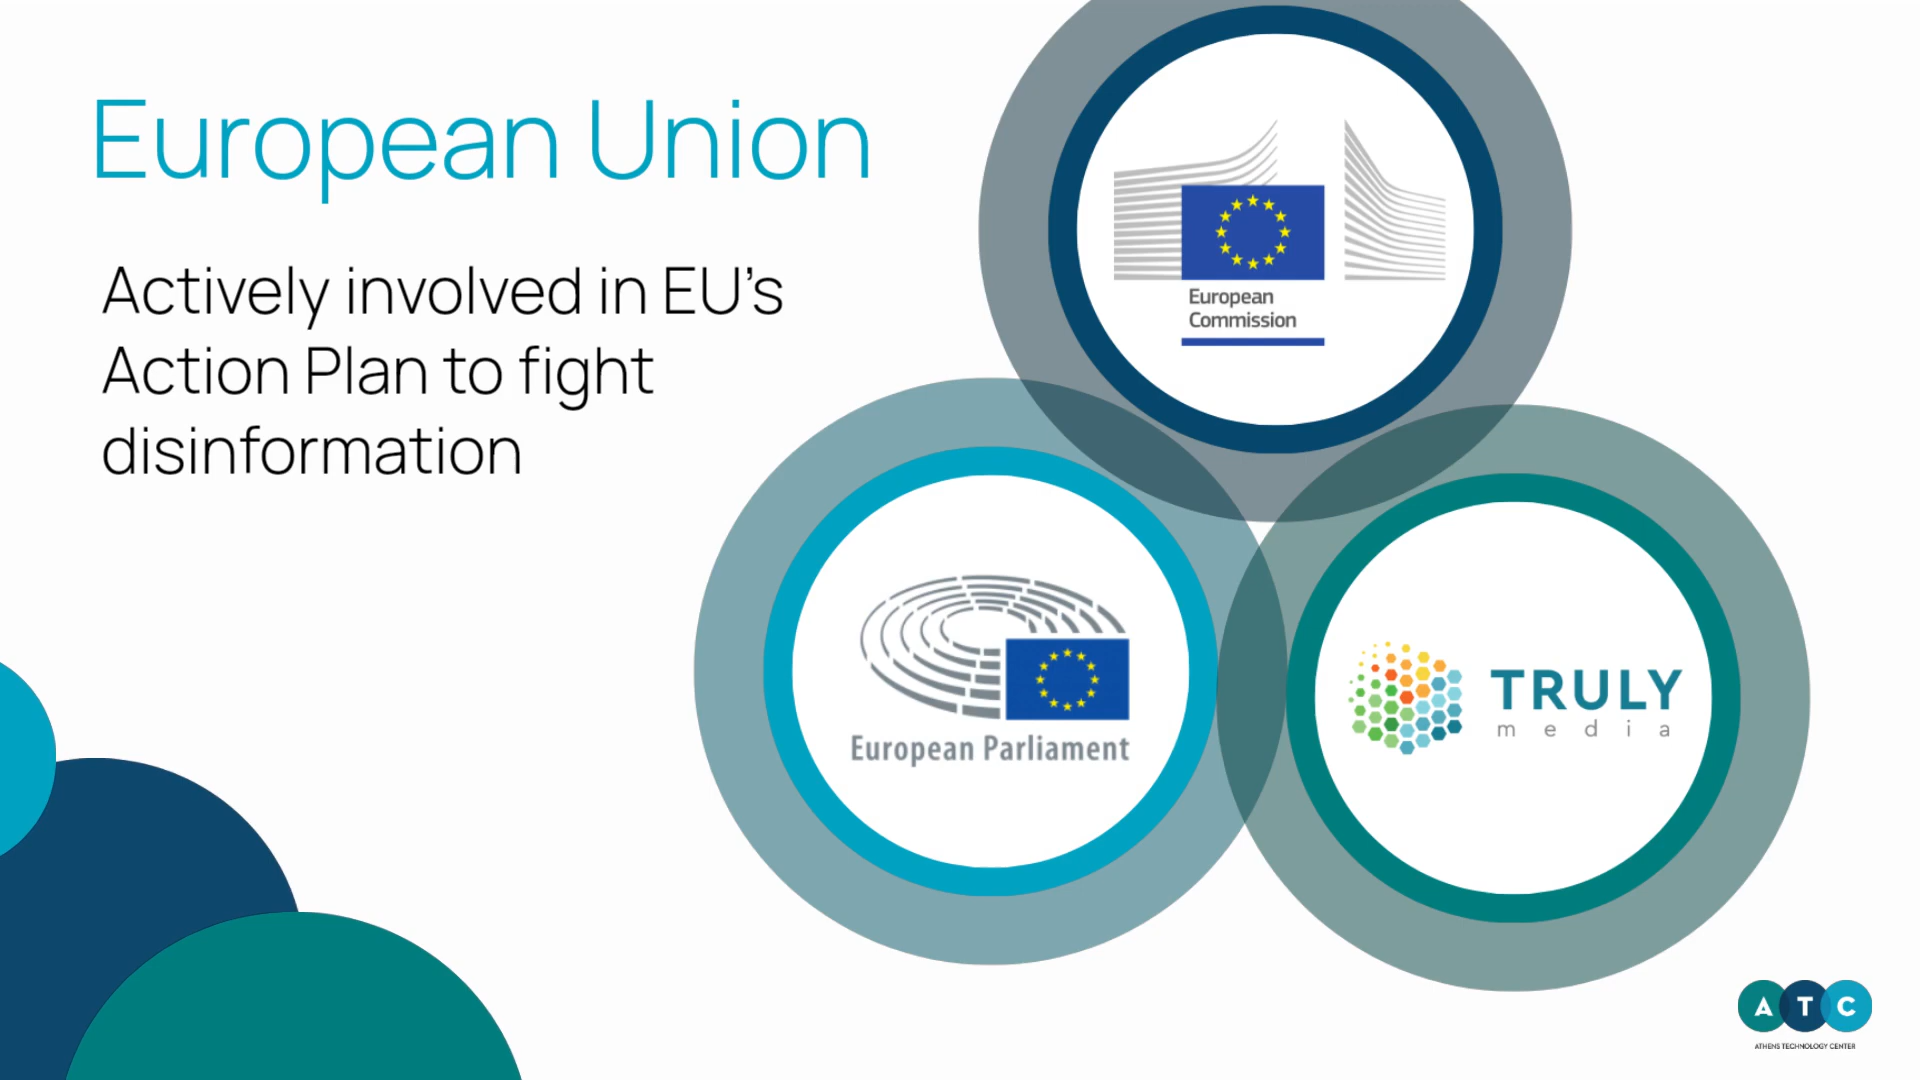 European Union
Actively involved in EU’s
Action Plan to fight
disinformation
European
Commission
European Parliament
TRULY
media
ATC
ATHENS TECHNOLOGY CENTER